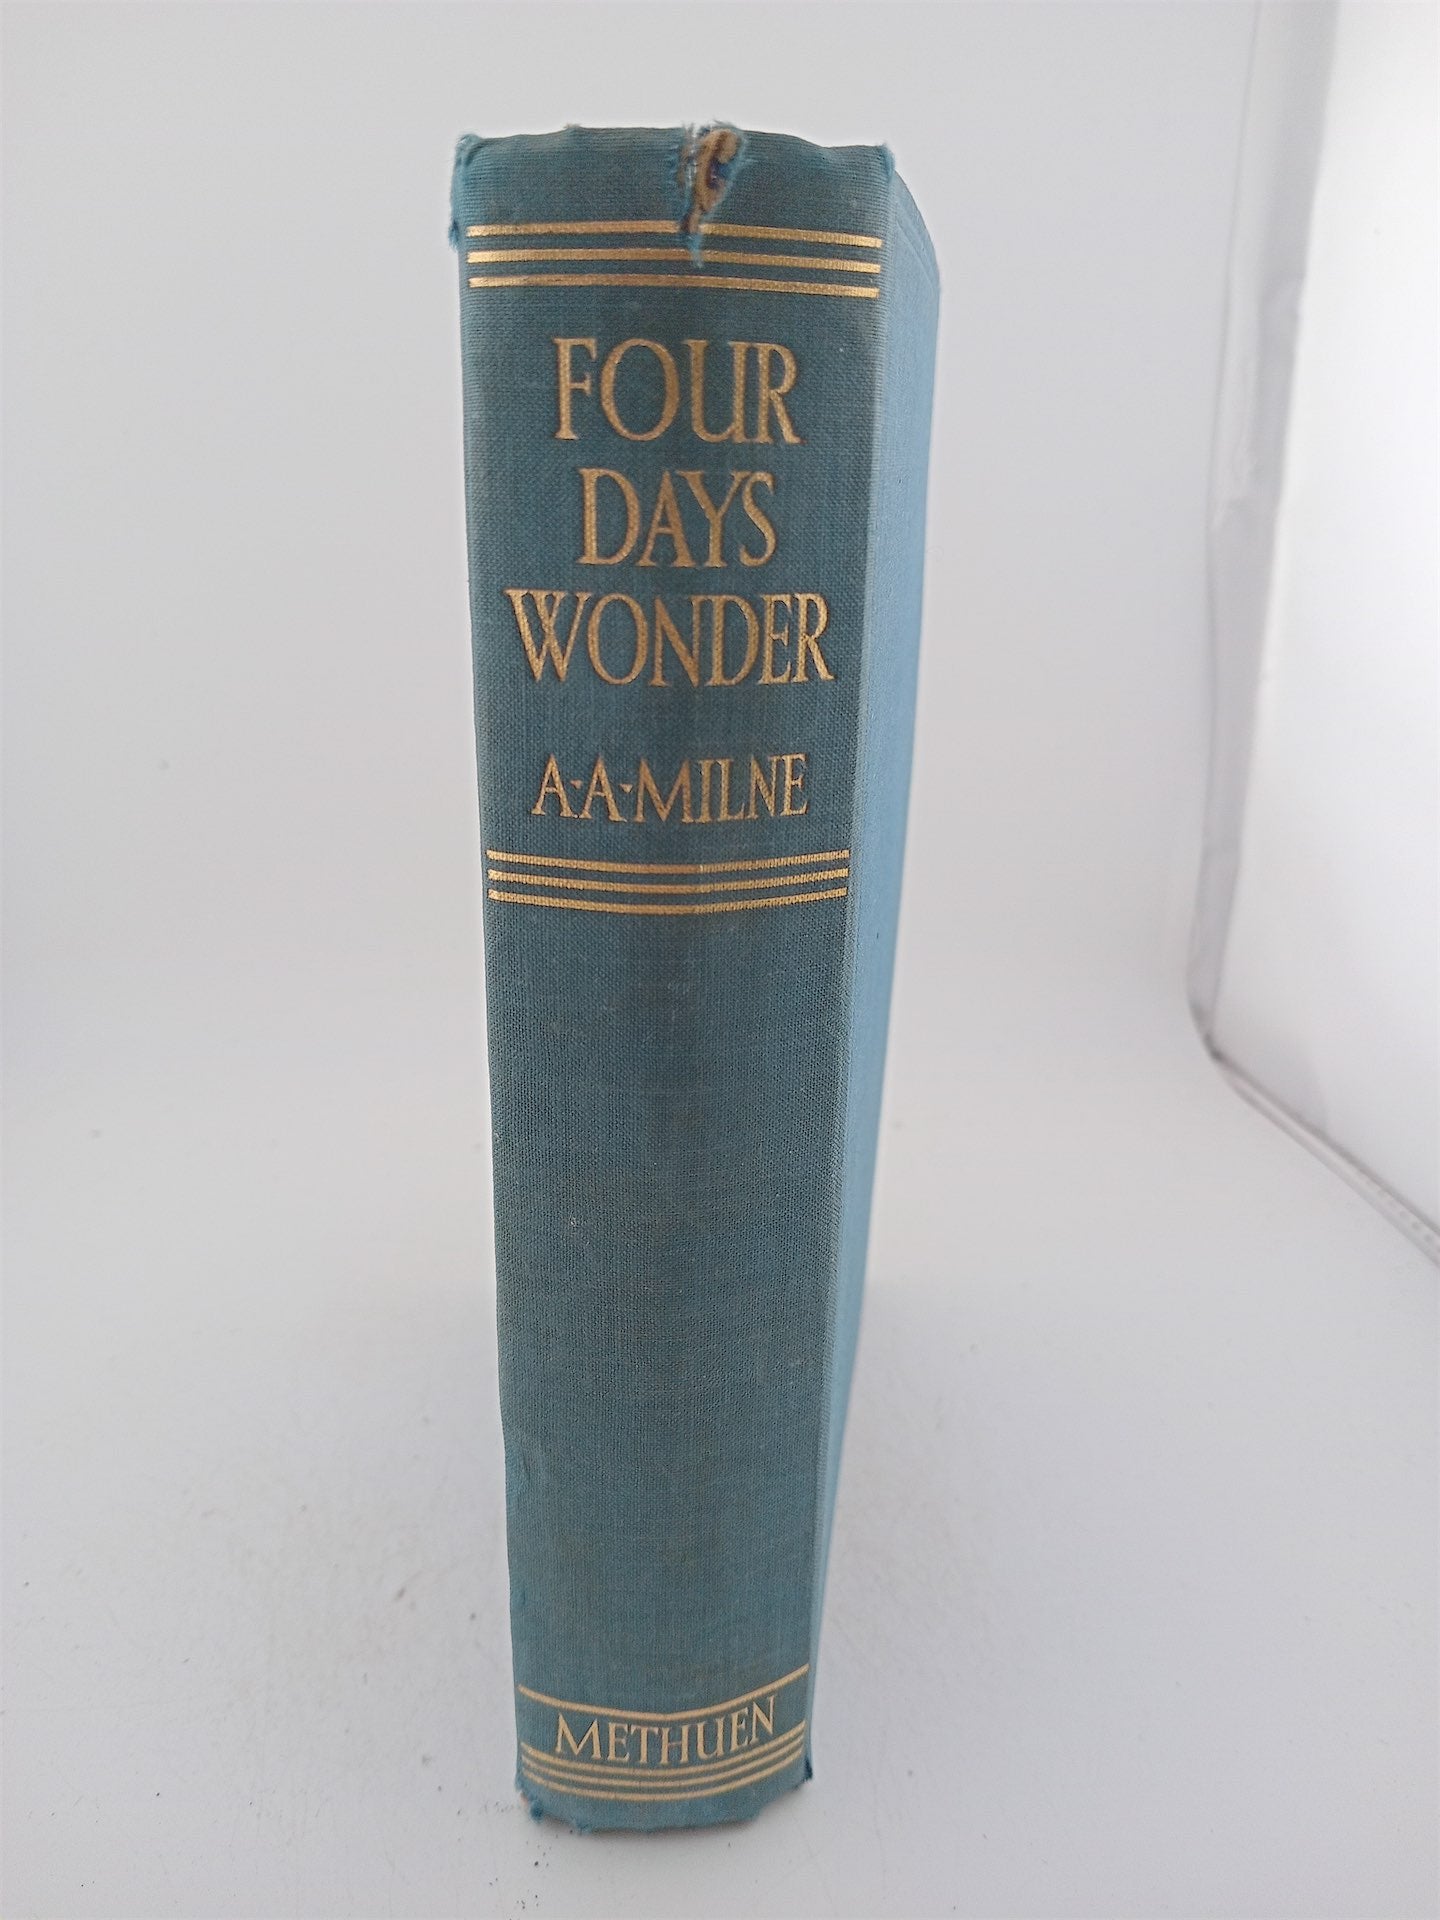 FOUR
DAYS
WONDER
A·A·MILNE
METHUEN